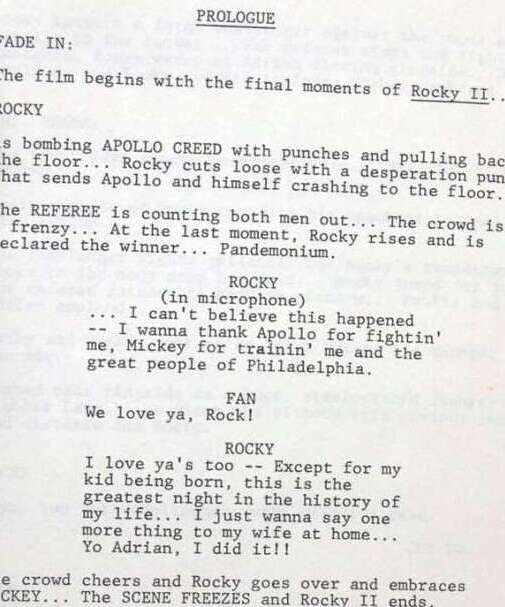 PROLOGUE
FADE IN:
The film begins with the final moments of Rocky II..
ROCKY
is bombing APOLLO CREED with punches and pulling bac
the floor... Rocky cuts loose with a desperation pun
that sends Apollo and himself crashing to the floor.
The REFEREE is counting both men out... The crowd is
frenzy... At the last moment, Rocky rises and is
declared the winner... Pandemonium.
ROCKY
(in microphone)
... I can't believe this happened
-- I wanna thank Apollo for fightin'
me, Mickey for trainin' me and the
great people of Philadelphia.
FAN
We love ya, Rock!
ROCKY
I love ya's too -- Except for my
kid being born, this is the
greatest night in the history of
my life... I just wanna say one
more thing to my wife at home...
Yo Adrian, I did it!!
e crowd cheers and Rocky goes over and embraces
CKEY... The SCENE FREEZES and Rocky II ends.